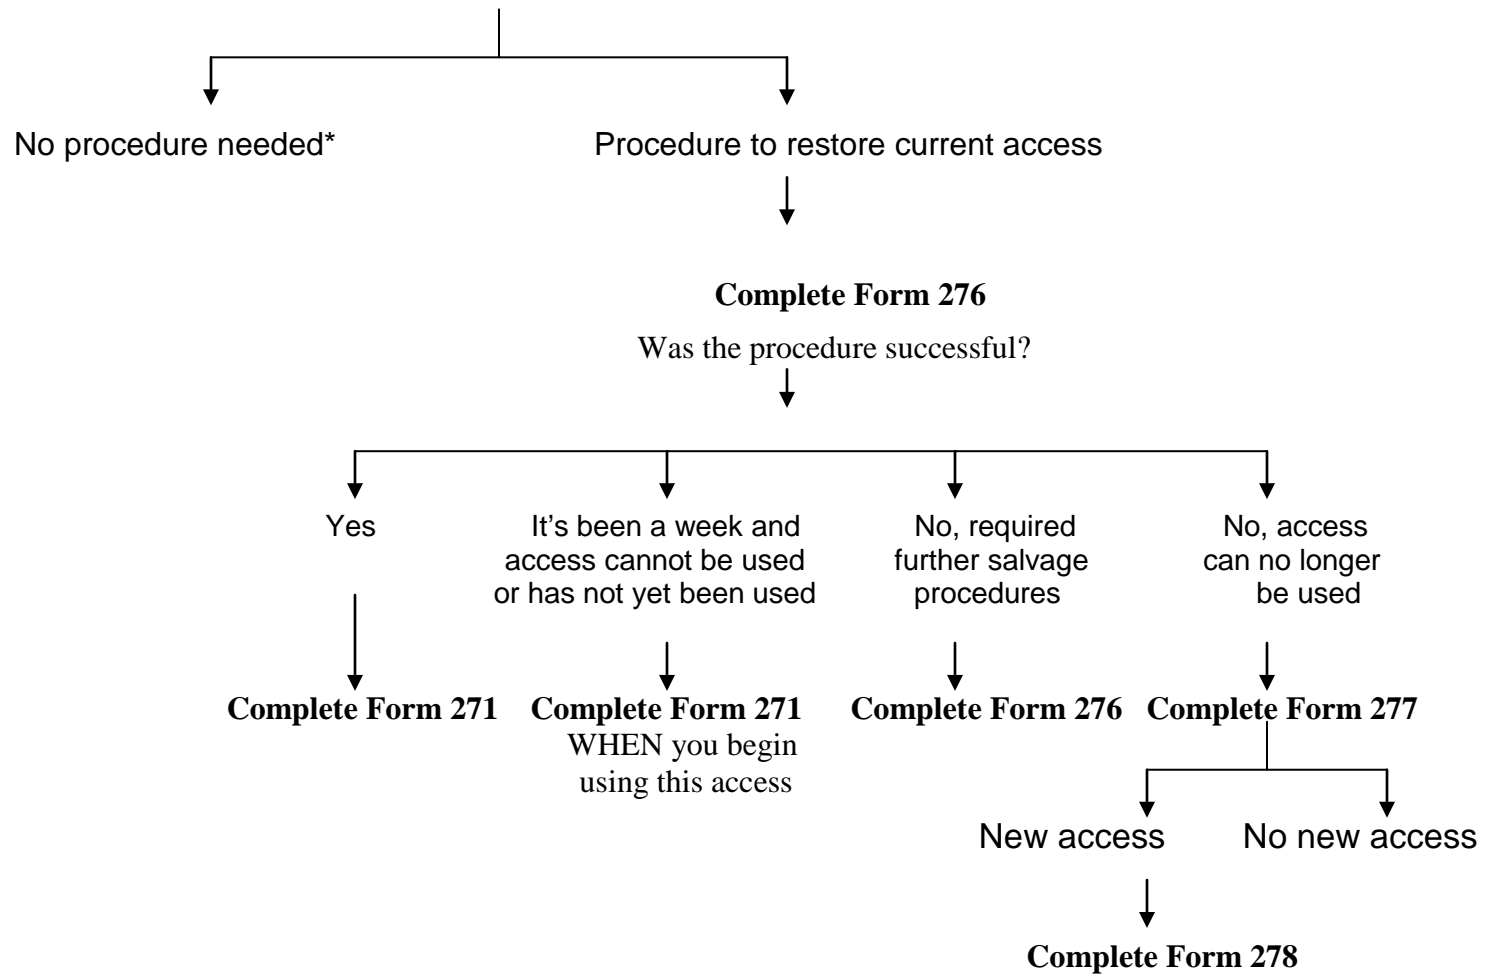 No procedure needed*
Procedure to restore current access
Complete Form 276
Was the procedure successful?
Yes
It's been a week and
access cannot be used
or has not yet been used
No, required
further salvage
procedures
No, access
can no longer
be used
Complete Form 271
Complete Form 271
WHEN you begin
using this access
Complete Form 276
Complete Form 277
New access
No new access
Complete Form 278